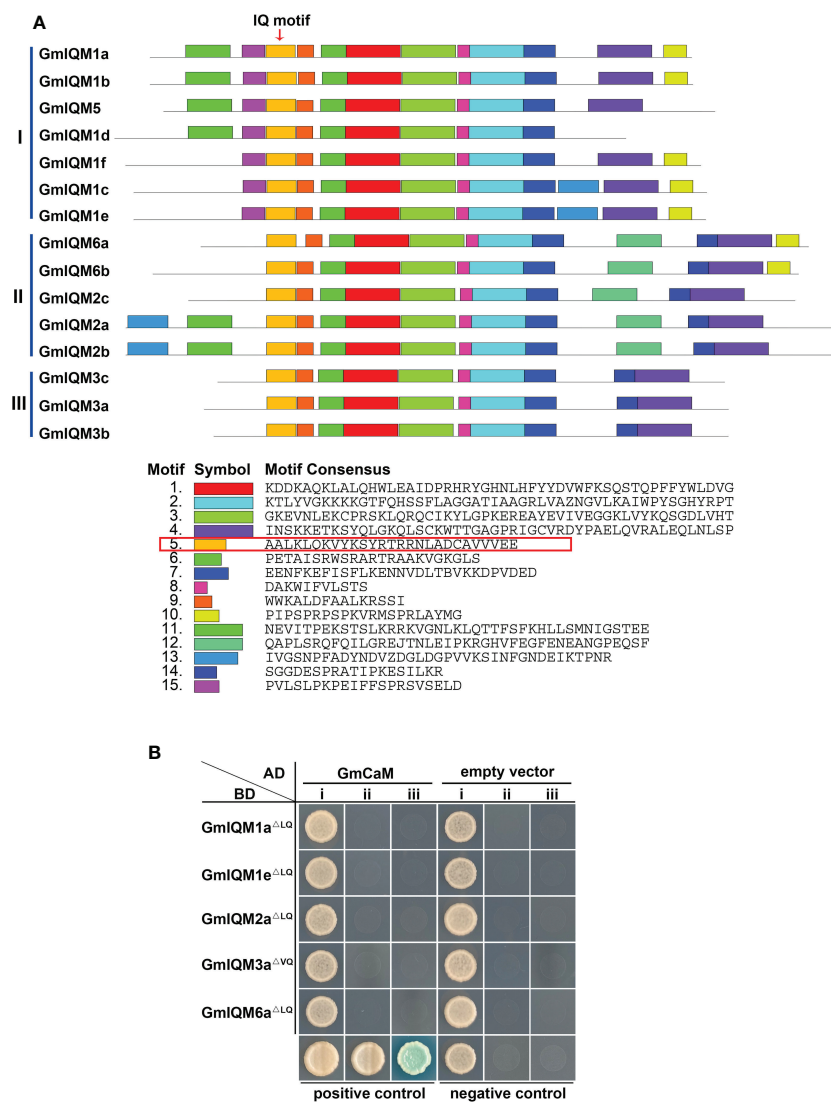 A
IQ motif
GmIQM1a
GmIQM1b
GmIQM5
I
GmIQM1d
GmIQM1f
GmIQM1c
GmIQM1e
GmIQM6a
GmIQM6b
II
GmIQM2c
GmIQM2a
GmIQM2b
GmIQM3c
III
GmIQM3a
GmIQM3b
Motif Symbol Motif Consensus
1. KDDKAQKLALQHWLEAIDPRHRYGHNLHFYYDVWFKSQSTQPFFYWLDVG
2. KTLYVGKKKKGTFQHSSFLAGGATIAAGRLVAZNGVLKAIWPYSGHYRPT
3. GKEVNLEKCPRSKLQRQCIKYLGPKEREAYEVIVEGGKLVYKQSGDLVHT
4. INSKKETKSYQLGKQLSCKWTTGAGPRIGCVRDYPAELQVRALEQLNLSP
5. AALKLQKVYKSYRTRRNLADCAVVVEE
6. PETAISRWSRARTRAAKVGKGLS
7. EENFKEFISFLKENNVDLTBVKKDPVDED
8. DAKWIFVLSTS
9. WWKALDFAALKRSSI
10. PIPSPRPSPKVRMSPRLAYMG
11. NEVITPEKSTSLKRRKVGNLKLQTTFSFKHLLSMNIGSTEE
12. QAPLSRQFQILGREJTNLEIPKRGHVFEGFENEANGPEQSF
13. IVGSNPFADYNDVZDGLDGPVVKSINFGNDEIKTPNR
14. SGGDESPRATIPKESILKR
15. PVLSLPKPEIFFSPRSVSELD
B
AD GmCaM empty vector
BD i ii iii i ii iii
GmIQM1a△LQ
GmIQM1e△LQ
GmIQM2a△LQ
GmIQM3a△VQ
GmIQM6a△LQ
positive control negative control